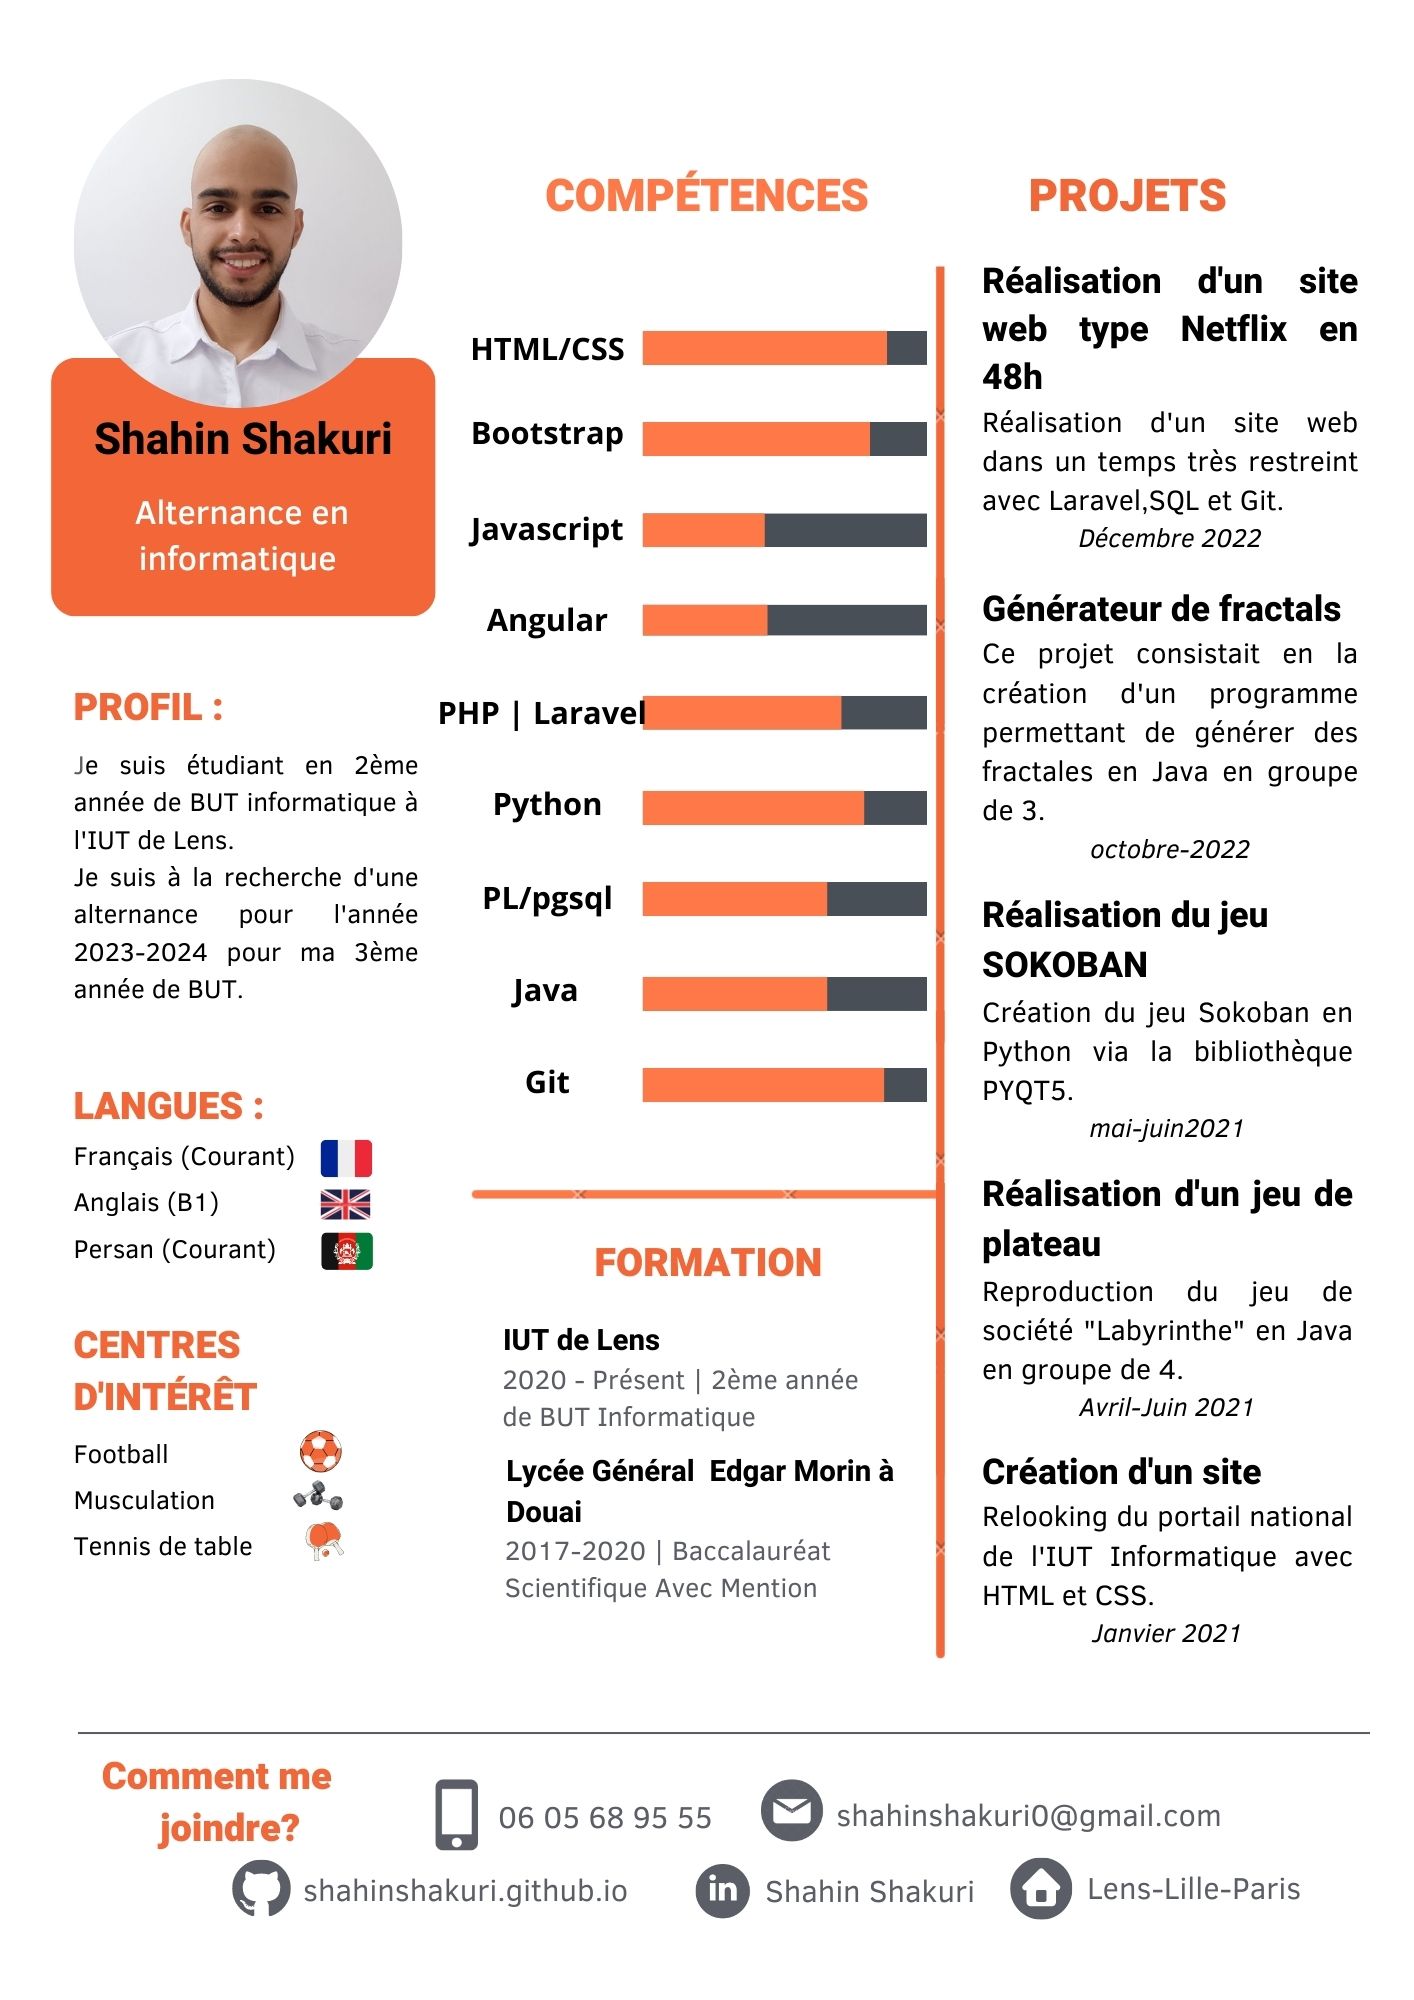 Shahin Shakuri
Alternance en
informatique
PROFIL :
Je suis étudiant en 2ème
année de BUT informatique à
l'IUT de Lens.
Je suis à la recherche d'une
alternance pour l'année
2023-2024 pour ma 3ème
année de BUT.
LANGUES :
Français (Courant)
Anglais (B1)
Persan (Courant)
CENTRES
D'INTÉRÊT
Football
Musculation
Tennis de table
COMPÉTENCES
HTML/CSS
Bootstrap
Javascript
Angular
PHP | Laravel
Python
PL/pgsql
Java
Git
FORMATION
IUT de Lens
2020 - Présent | 2ème année
de BUT Informatique
Lycée Général Edgar Morin à
Douai
2017-2020 | Baccalauréat
Scientifique Avec Mention
PROJETS
Réalisation d'un site
web type Netflix en
48h
Réalisation d'un site web
dans un temps très restreint
avec Laravel,SQL et Git.
Décembre 2022
Générateur de fractals
Ce projet consistait en la
création d'un programme
permettant de générer des
fractales en Java en groupe
de 3.
octobre-2022
Réalisation du jeu
SOKOBAN
Création du jeu Sokoban en
Python via la bibliothèque
PYQT5.
mai-juin2021
Réalisation d'un jeu de
plateau
Reproduction du jeu de
société "Labyrinthe" en Java
en groupe de 4.
Avril-Juin 2021
Création d'un site
Relooking du portail national
de l'IUT Informatique avec
HTML et CSS.
Janvier 2021
Comment me
joindre?
06 05 68 95 55
shahinshakuri0@gmail.com
shahinshakuri.github.io
in
Shahin Shakuri
Lens-Lille-Paris